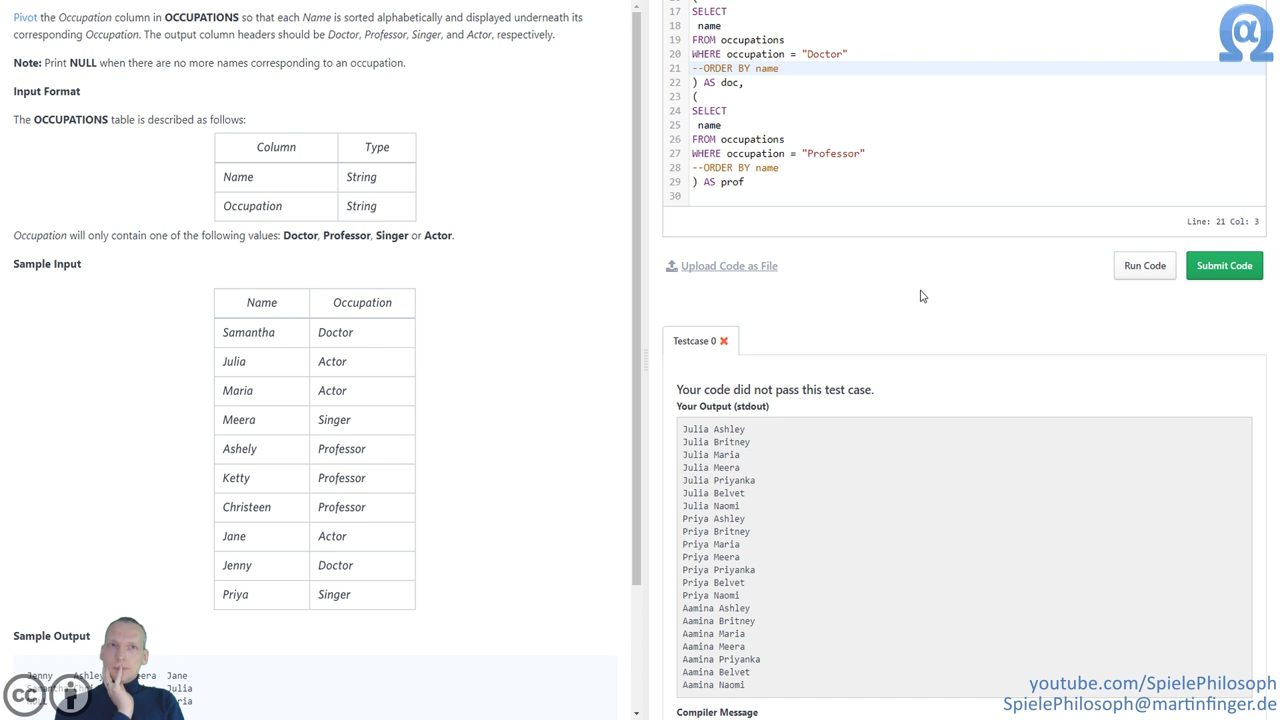 Pivot the Occupation column in OCCUPATIONS so that each Name is sorted alphabetically and displayed underneath its
corresponding Occupation. The output column headers should be Doctor, Professor, Singer, and Actor, respectively.
Note: Print NULL when there are no more names corresponding to an occupation.
Input Format
The OCCUPATIONS table is described as follows:
Column Type
Name String
Occupation String
Occupation will only contain one of the following values: Doctor, Professor, Singer or Actor.
Sample Input
Name Occupation
Samantha Doctor
Julia Actor
Maria Actor
Meera Singer
Ashely Professor
Ketty Professor
Christeen Professor
Jane Actor
Jenny Doctor
Priya Singer
Sample Output
Jenny Ashley Jane
Julia
17 SELECT
18 name
19 FROM occupations
20 WHERE occupation = "Doctor"
21 --ORDER BY name
22 ) AS doc,
23 (
24 SELECT
25 name
26 FROM occupations
27 WHERE occupation = "Professor"
28 --ORDER BY name
29 ) AS prof
30
Line: 21 Col: 3
Upload Code as File
Run Code
Submit Code
Testcase 0
Your code did not pass this test case.
Your Output (stdout)
Julia Ashley
Julia Britney
Julia Maria
Julia Meera
Julia Priyanka
Julia Belvet
Julia Naomi
Priya Ashley
Priya Britney
Priya Maria
Priya Meera
Priya Priyanka
Priya Belvet
Priya Naomi
Aamina Ashley
Aamina Britney
Aamina Maria
Aamina Meera
Aamina Priyanka
Aamina Belvet
Aamina Naomi
Compiler Message
cc
youtube.com/SpielePhilosoph
SpielePhilosoph@martinfinger.de